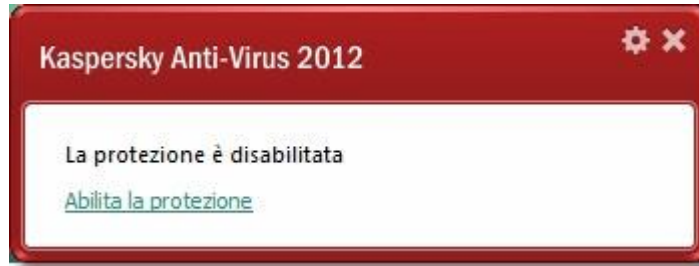 Kaspersky Anti-Virus 2012
La protezione è disabilitata
Abilita la protezione